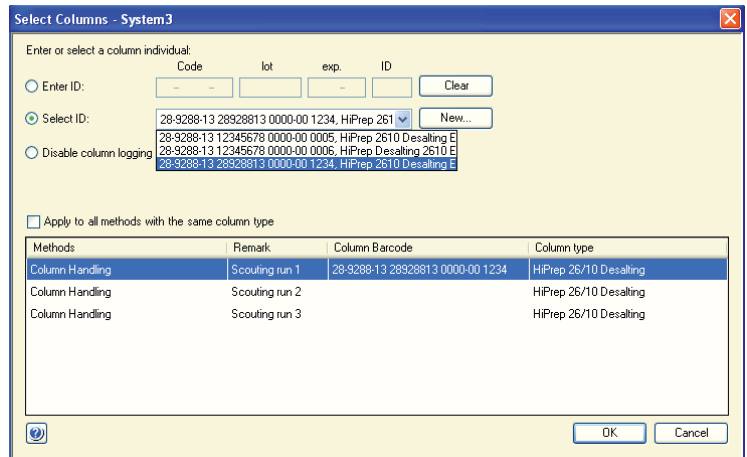 Select Columns - System3
Enter or select a column individual:
Code lot exp. ID
Enter ID: - - - Clear
Select ID: 28-9288-13 28928813 0000-00 1234, HiPrep 261 New...
28-9288-13 12345678 0000-00 0005, HiPrep 2610 Desalting E
Disable column logging 28-9288-13 12345678 0000-00 0006, HiPrep Desalting 2610 E
28-9288-13 28928813 0000-00 1234, HiPrep 2610 Desalting E
Apply to all methods with the same column type
Methods Remark Column Barcode Column type
Column Handling Scouting run 1 28-9288-13 28928813 0000-00 1234 HiPrep 26/10 Desalting
Column Handling Scouting run 2 HiPrep 26/10 Desalting
Column Handling Scouting run 3 HiPrep 26/10 Desalting
OK Cancel